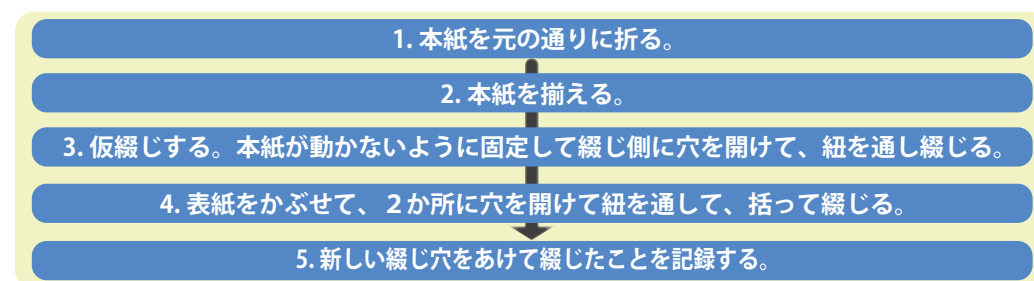 1. 本紙を元の通りに折る。
2. 本紙を揃える。
3. 仮綴じする。本紙が動かないように固定して綴じ側に穴を開けて、紐を通し綴じる。
4. 表紙をかぶせて、２か所に穴を開けて紐を通して、括って綴じる。
5. 新しい綴じ穴をあけて綴じたことを記録する。